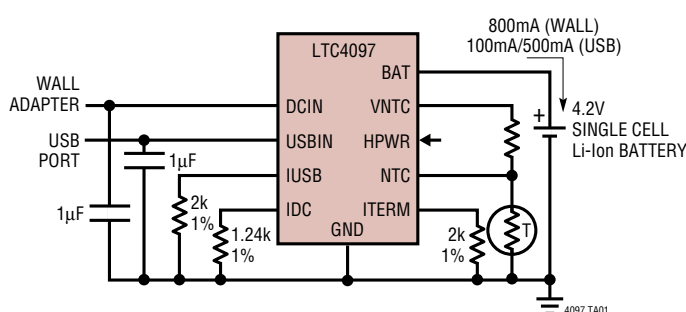 800mA (WALL)
100mA/500mA (USB)
LTC4097
BAT
WALL
ADAPTER
DCIN
VNTC
+
4.2V
SINGLE CELL
Li-Ion BATTERY
USB
PORT
USBIN
HPWR
1µF
IUSB
NTC
1µF
2k
1%
IDC
ITERM
1.24k
1%
GND
2k
1%
T
4097 TA01